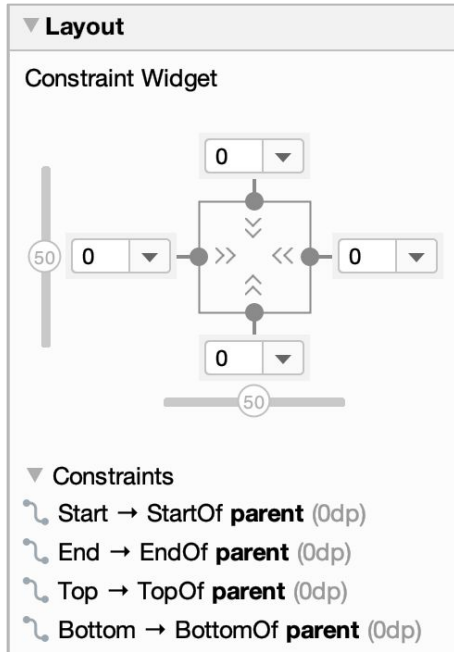 Layout
Constraint Widget
0
50
0
0
0
50
Constraints
Start → StartOf parent (0dp)
End → EndOf parent (0dp)
Top → TopOf parent (0dp)
Bottom → BottomOf parent (0dp)